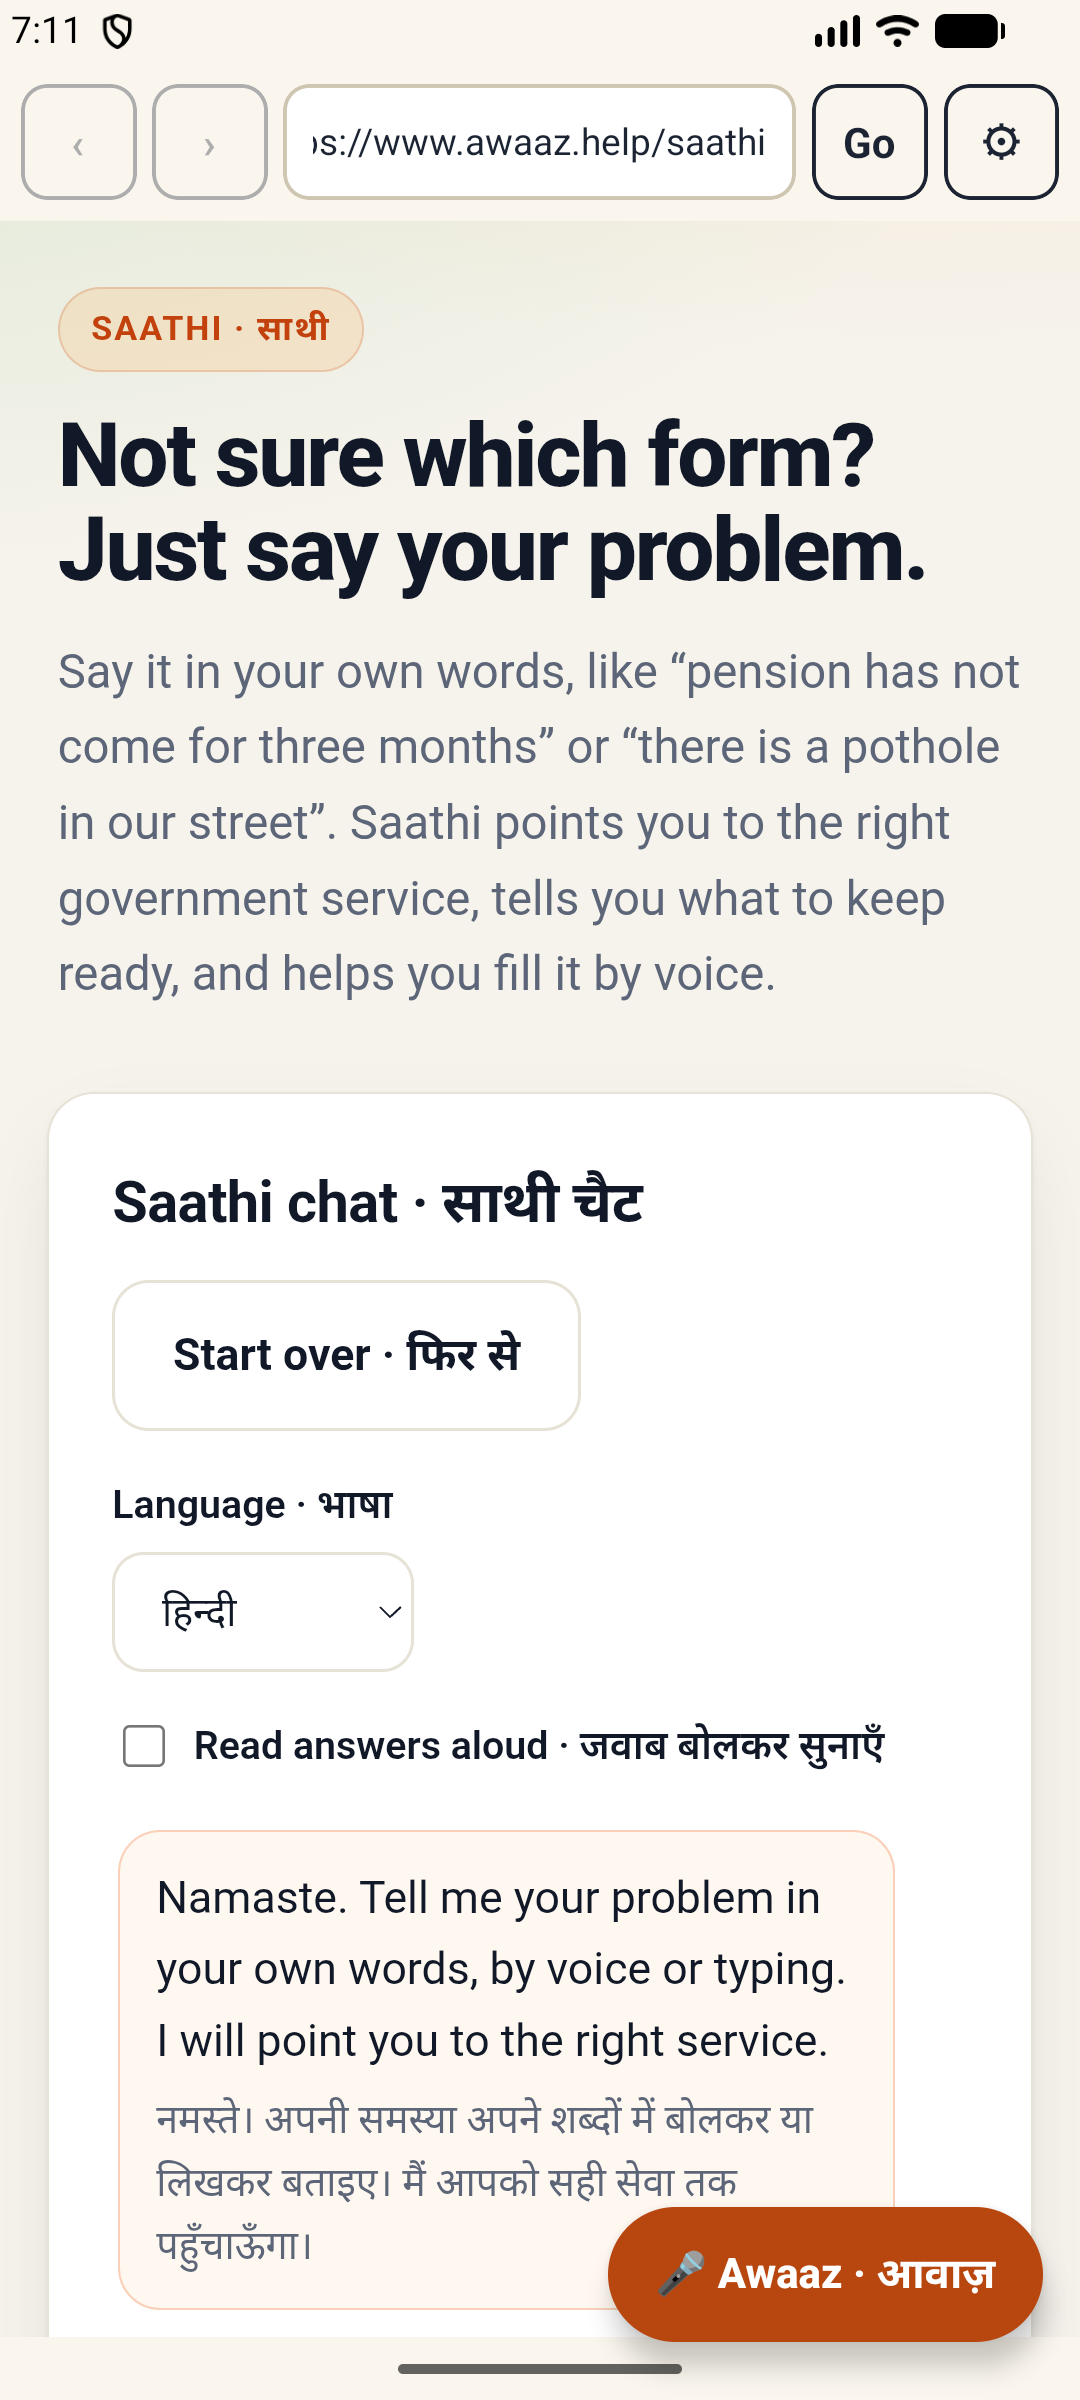 7:11
‹
›
ps://www.awaaz.help/saathi
Go
SAATHI · साथी
Not sure which form?
Just say your problem.
Say it in your own words, like “pension has not
come for three months” or “there is a pothole
in our street”. Saathi points you to the right
government service, tells you what to keep
ready, and helps you fill it by voice.
Saathi chat · साथी चैट
Start over · फिर से
Language · भाषा
हिन्दी
Read answers aloud · जवाब बोलकर सुनाएँ
Namaste. Tell me your problem in
your own words, by voice or typing.
I will point you to the right service.
नमस्ते। अपनी समस्या अपने शब्दों में बोलकर या
लिखकर बताइए। मैं आपको सही सेवा तक
पहुँचाऊँगा।
Awaaz · आवाज़